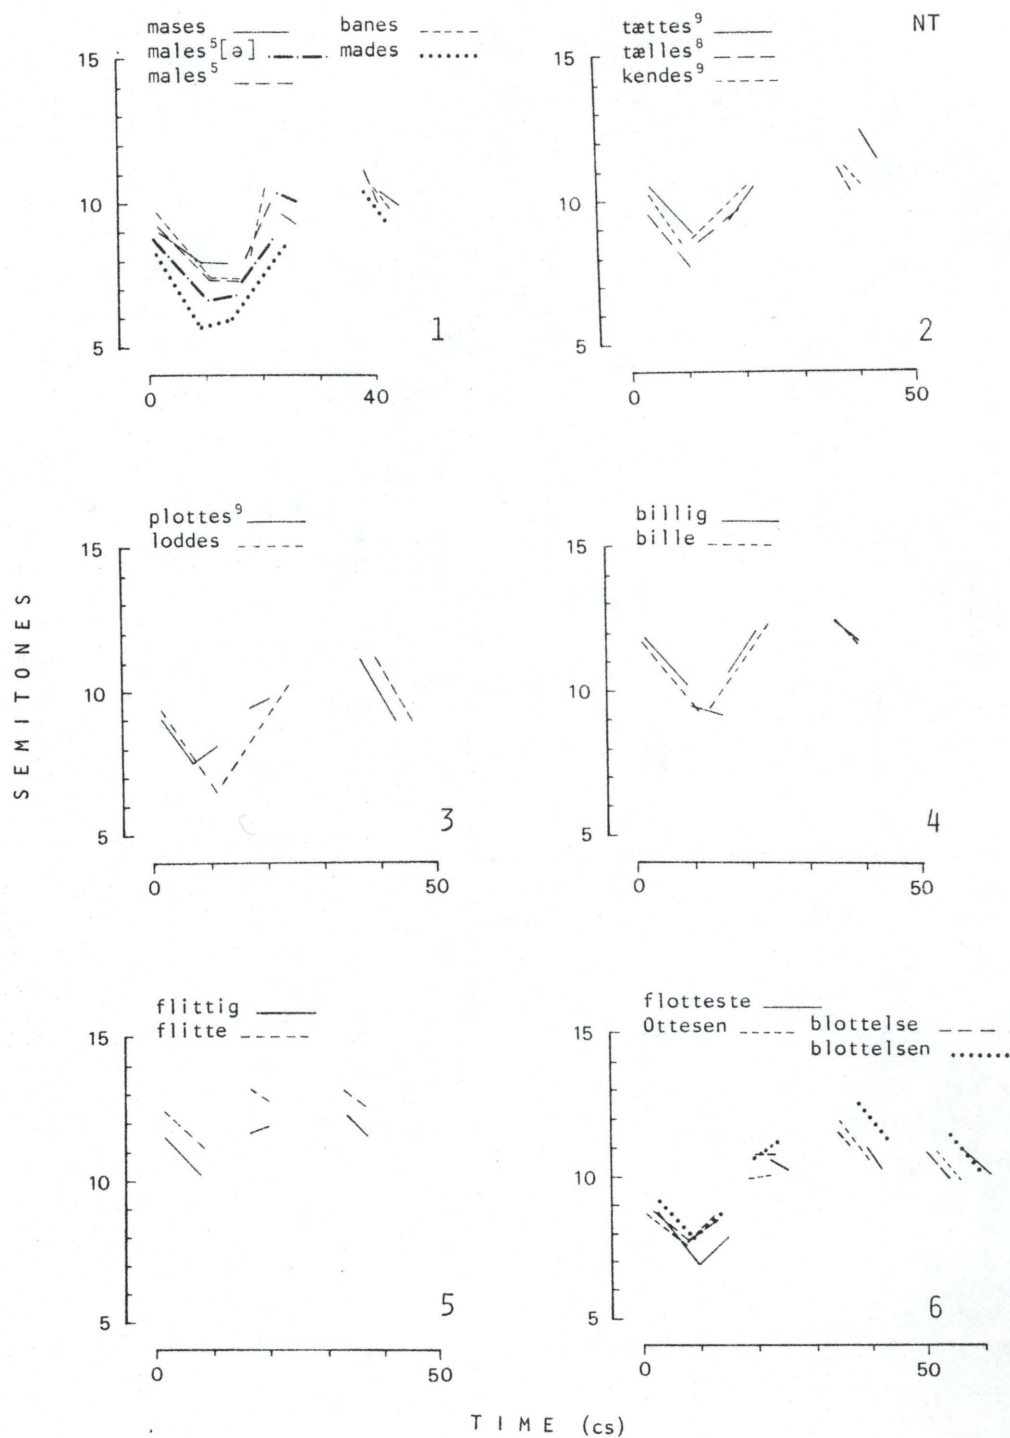 mases banes
males⁵[ə] mades
males⁵
15
10
5
0 40
1
tættes⁹ NT
tælles⁸
kendes⁹
15
10
5
0 50
2
plottes⁹
loddes
15
10
5
0 50
3
billig
bille
15
10
5
0 50
4
SEMITONES
flittig
flitte
15
10
5
0 50
5
flotteste
Ottesen blottelse
blottelsen
15
10
5
0 50
6
TIME (cs)